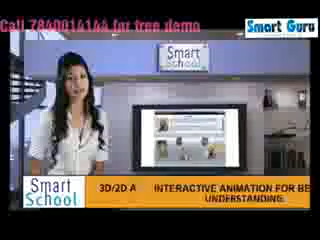 Call 7840014144 for free demo
Smart Guru
Smart
School
Smart
School
3D/2D A INTERACTIVE ANIMATION FOR BE
UNDERSTANDING.